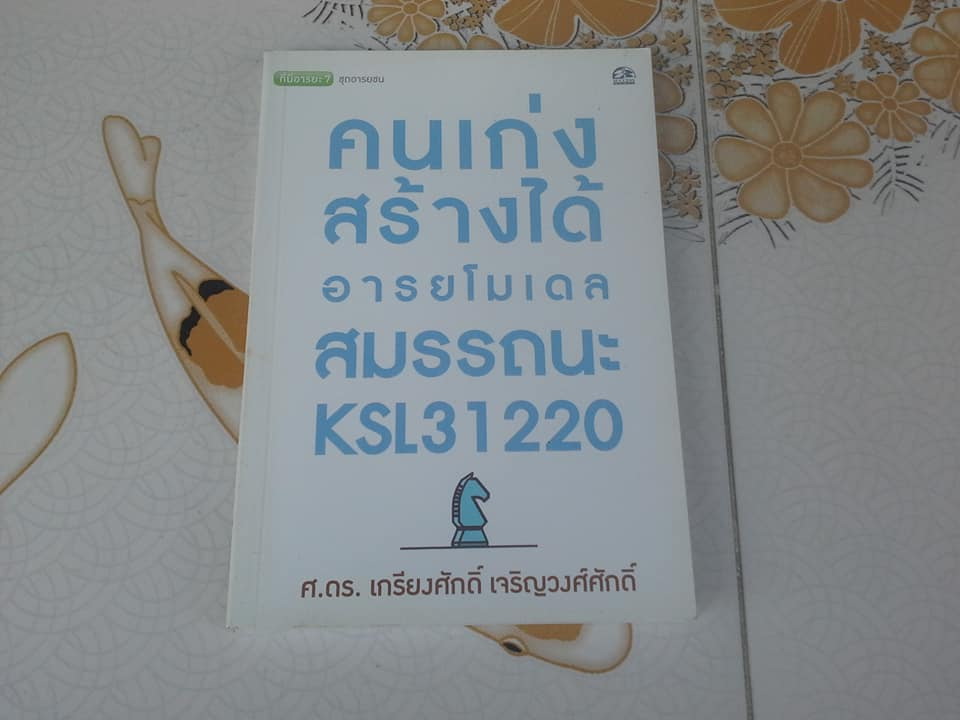 ที่นี่อารยะ 7 ชุดอารยชน
คนเก่ง
สร้างได้
อารยโมเดล
สมรรถนะ
KSL31220
ศ.ดร. เกรียงศักดิ์ เจริญวงศ์ศักดิ์